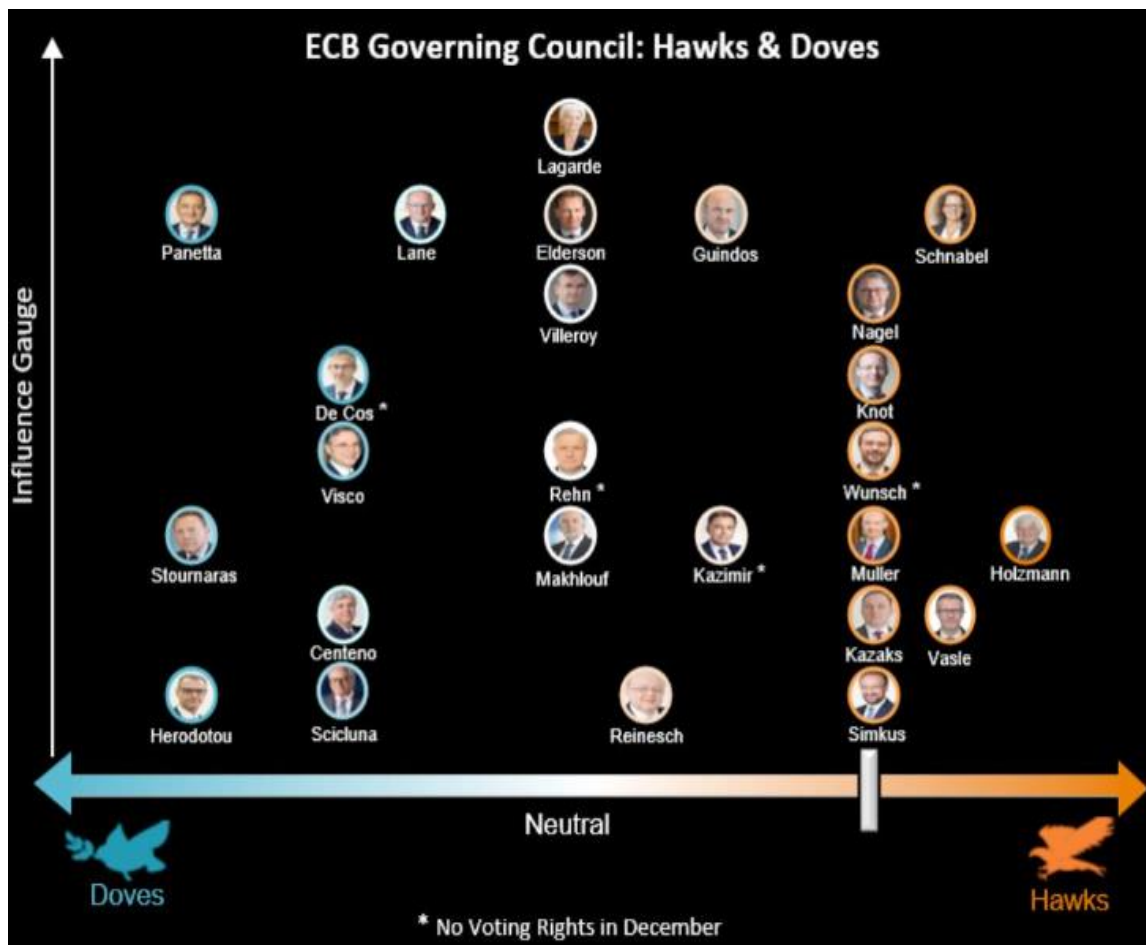 ECB Governing Council: Hawks & Doves
Influence Gauge
Lagarde
Panetta
Lane
Elderson
Guindos
Schnabel
Villeroy
Nagel
De Cos *
Knot
Visco
Rehn *
Wunsch *
Stournaras
Makhlouf
Kazimir *
Muller
Holzmann
Centeno
Kazaks
Vasle
Herodotou
Scicluna
Reinesch
Simkus
Neutral
Doves
Hawks
* No Voting Rights in December